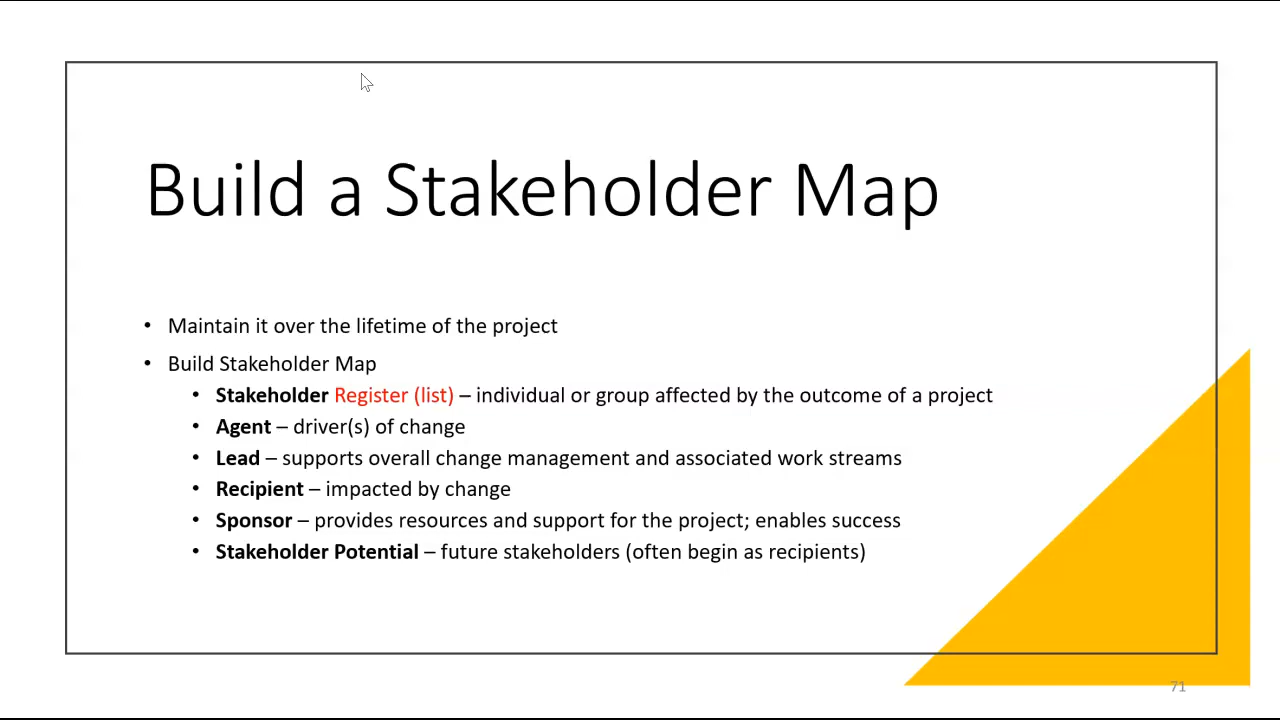 Build a Stakeholder Map
• Maintain it over the lifetime of the project
• Build Stakeholder Map
• Stakeholder Register (list) – individual or group affected by the outcome of a project
• Agent – driver(s) of change
• Lead – supports overall change management and associated work streams
• Recipient – impacted by change
• Sponsor – provides resources and support for the project; enables success
• Stakeholder Potential – future stakeholders (often begin as recipients)
71